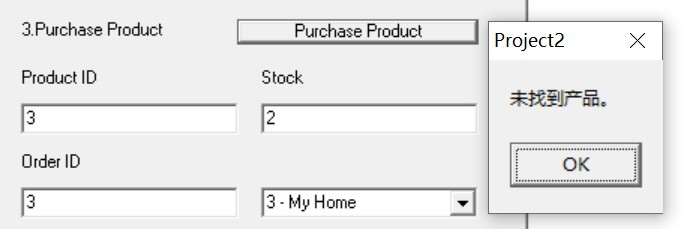 3.Purchase Product
Purchase Product
Product ID
Stock
3
2
Order ID
3
3 - My Home
Project2
未找到产品。
OK